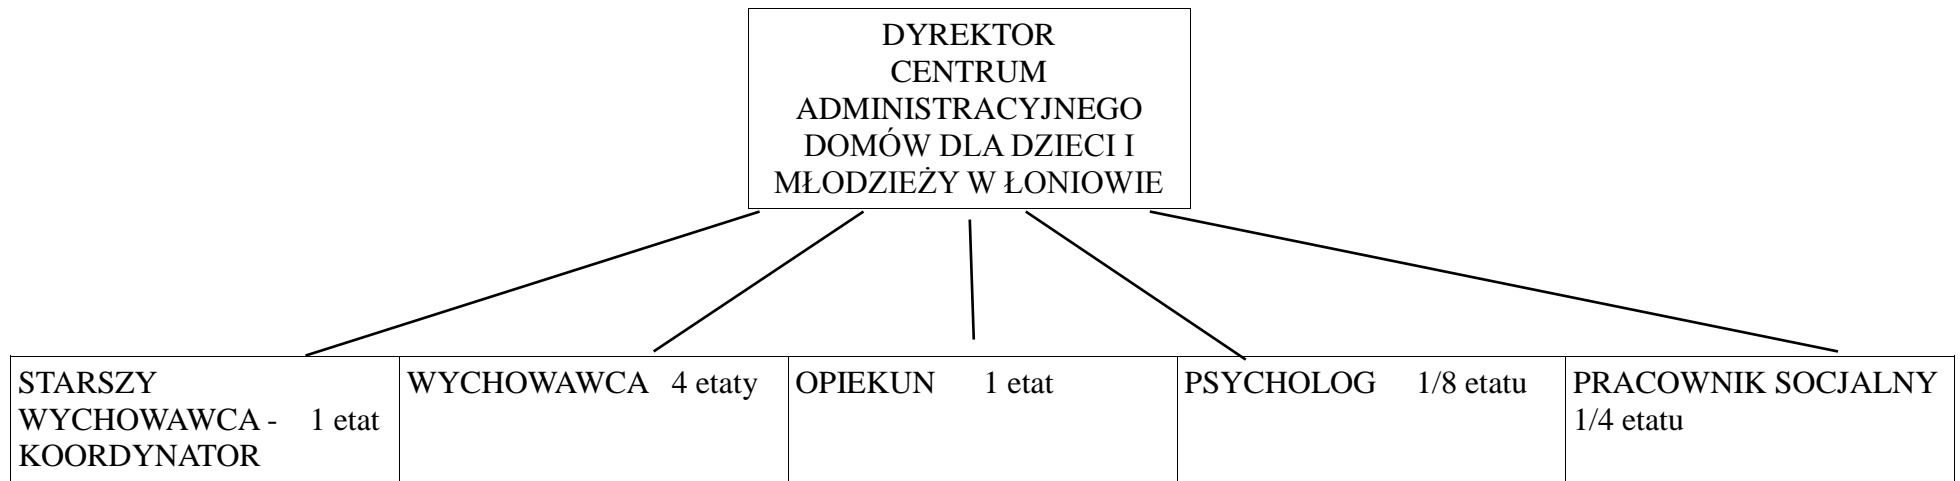 DYREKTOR
CENTRUM
ADMINISTRACYJNEGO
DOMÓW DLA DZIECI I
MŁODZIEŻY W ŁONIOWIE
STARSZY
WYCHOWAWCA - 1 etat
KOORDYNATOR
WYCHOWAWCA 4 etaty
OPIEKUN 1 etat
PSYCHOLOG 1/8 etatu
PRACOWNIK SOCJALNY
1/4 etatu